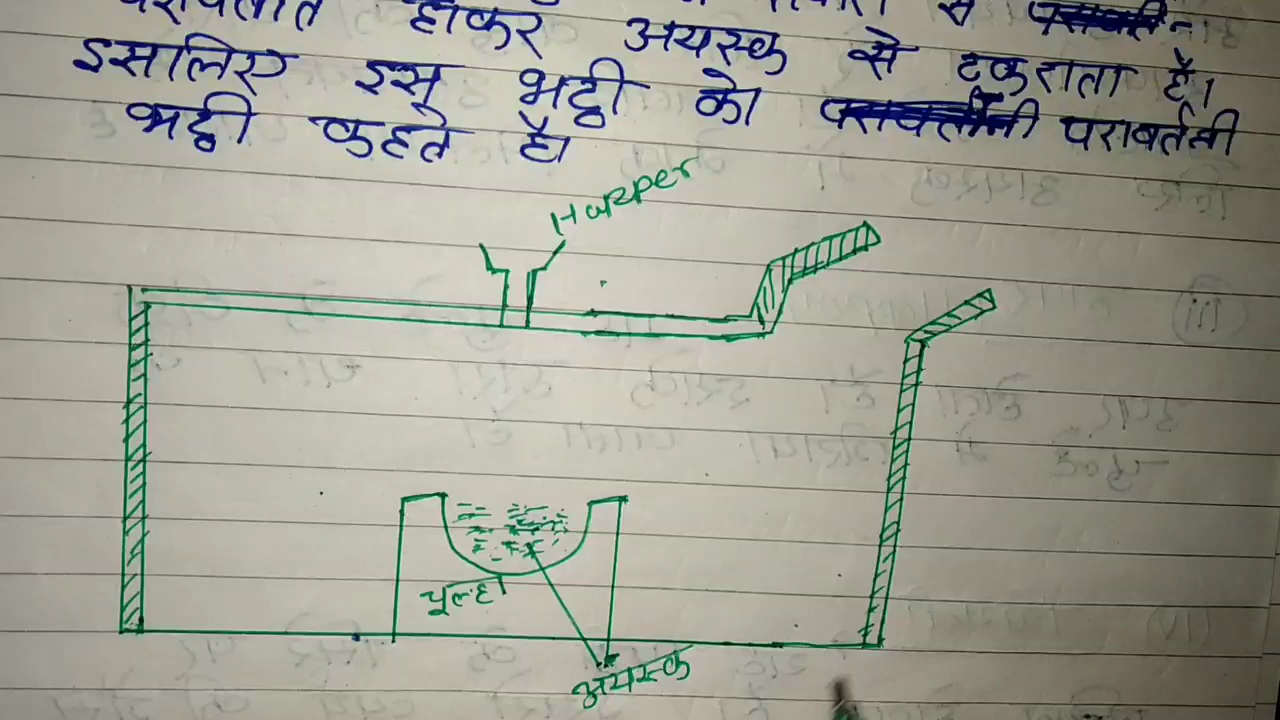 होकर अयस्क से टकराता है।
इसलिए इस भट्टी को परावर्तनी
भट्टी कहते है।
Harper
चूल्हा
अयस्क